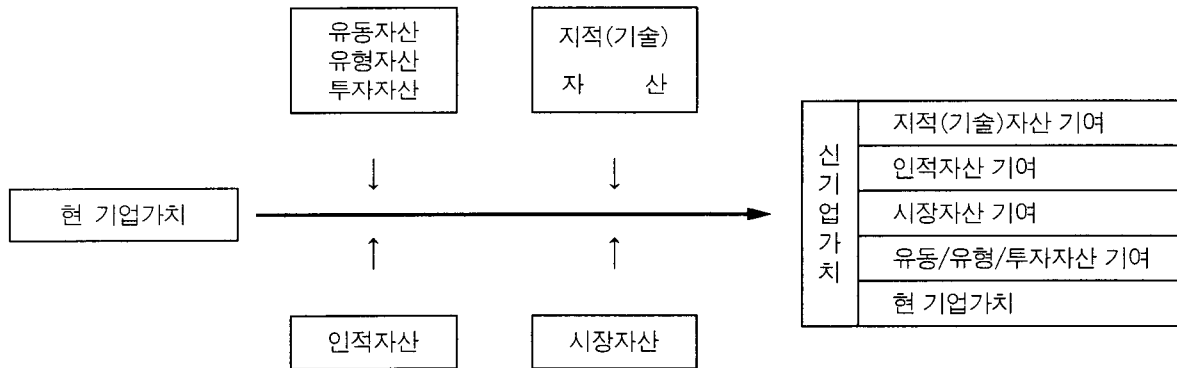 유동자산
유형자산
투자자산
지적(기술)
자 산
현 기업가치
↓ ↓
↑ ↑
인적자산
시장자산
신기업가치
지적(기술)자산 기여
인적자산 기여
시장자산 기여
유동/유형/투자자산 기여
현 기업가치